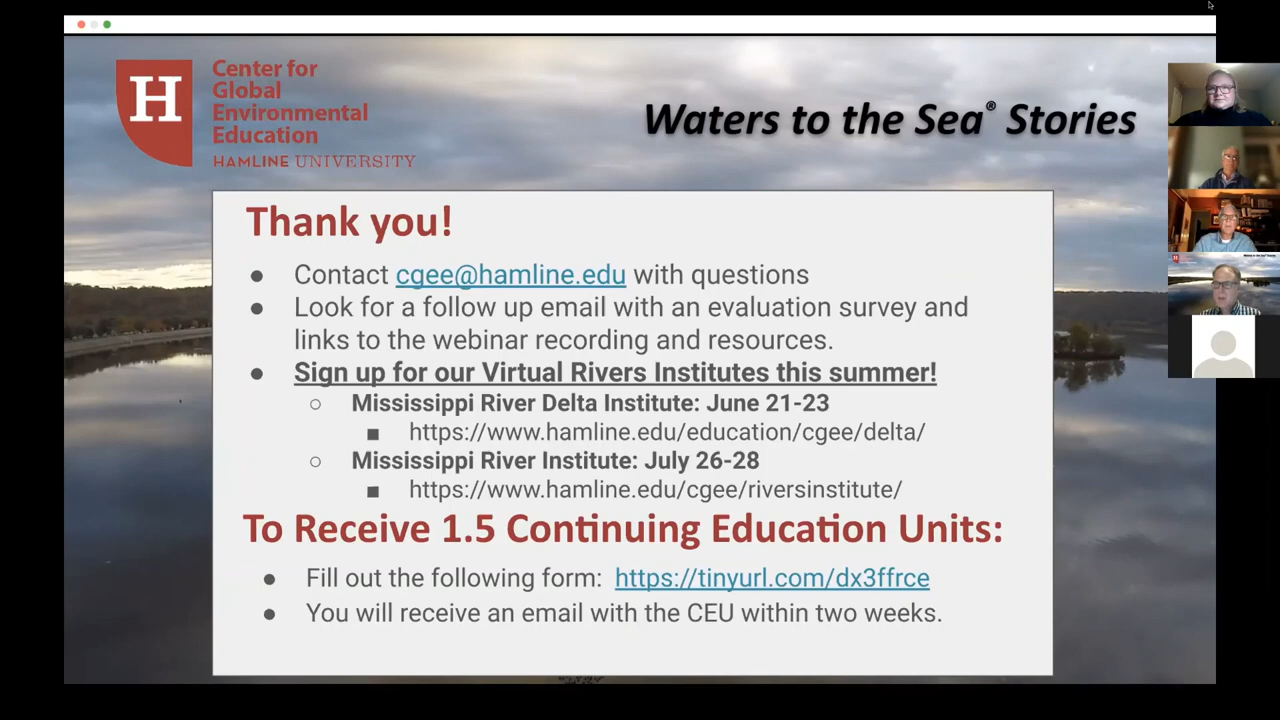 H
Center for
Global
Environmental
Education
HAMLINE UNIVERSITY
Waters to the Sea® Stories
Thank you!
● Contact cgee@hamline.edu with questions
● Look for a follow up email with an evaluation survey and
links to the webinar recording and resources.
● Sign up for our Virtual Rivers Institutes this summer!
○ Mississippi River Delta Institute: June 21-23
■ https://www.hamline.edu/education/cgee/delta/
○ Mississippi River Institute: July 26-28
■ https://www.hamline.edu/cgee/riversinstitute/
To Receive 1.5 Continuing Education Units:
● Fill out the following form: https://tinyurl.com/dx3ffrce
● You will receive an email with the CEU within two weeks.